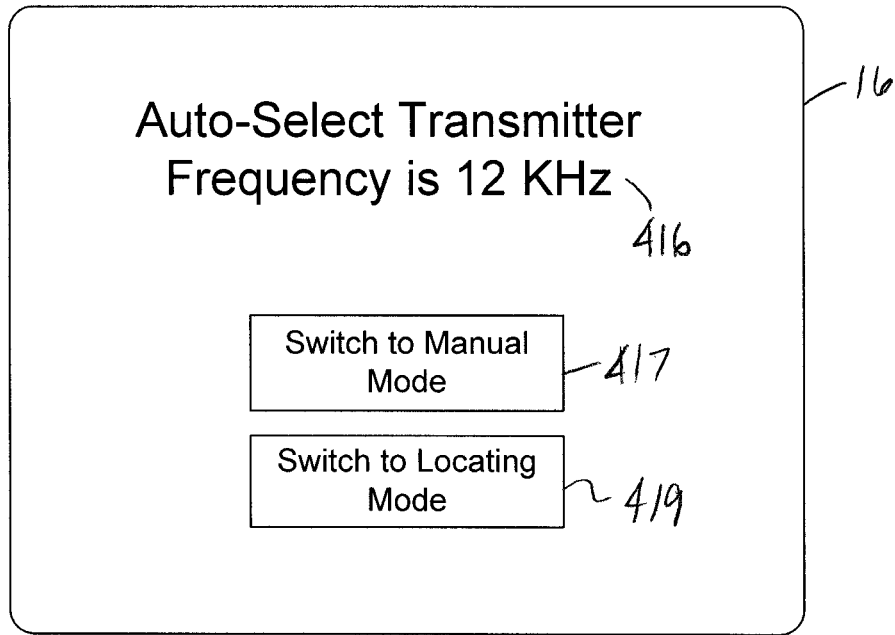 16
Auto-Select Transmitter
Frequency is 12 KHz
416
Switch to Manual
Mode
417
Switch to Locating
Mode
419